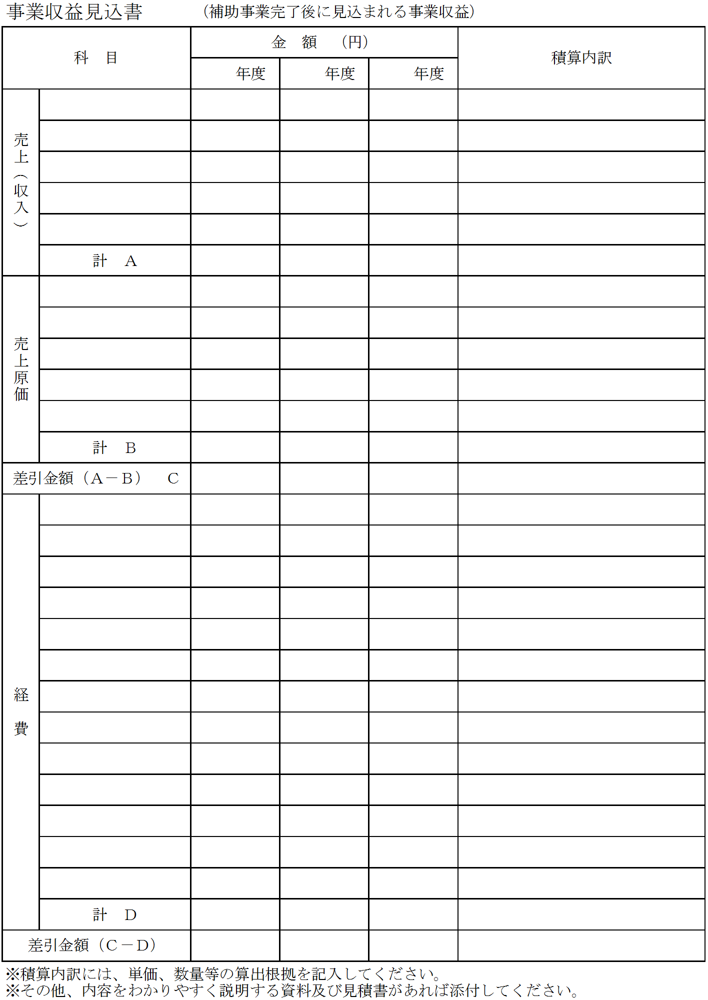 事業収益見込書　　　（補助事業完了後に見込まれる事業収益）
科　目
金　額　（円）
積算内訳
年度　年度　年度
売上（収入）
計　Ａ
売上原価
計　Ｂ
差引金額（Ａ－Ｂ）　Ｃ
経費
計　Ｄ
差引金額（Ｃ－Ｄ）
※積算内訳には、単価、数量等の算出根拠を記入してください。
※その他、内容をわかりやすく説明する資料及び見積書があれば添付してください。